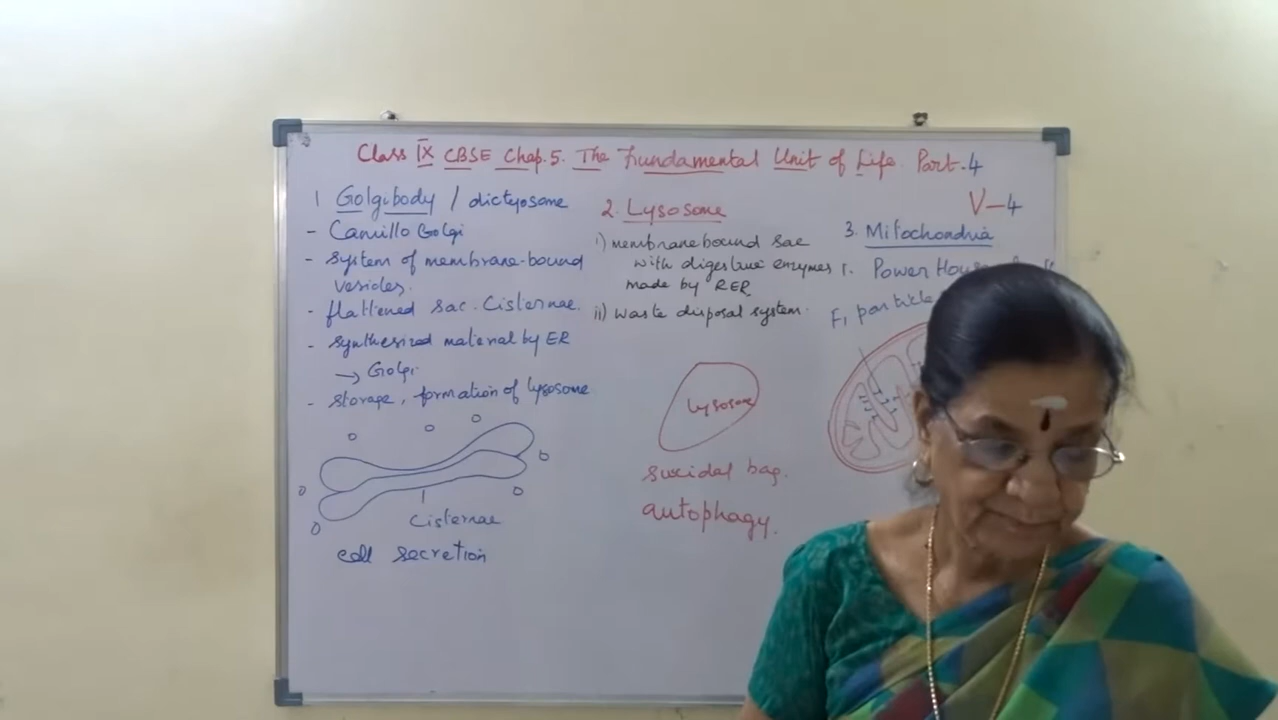 Class IX CBSE Chap.5. The Fundamental Unit of Life. Part.4
V-4
1 Golgibody / dictyosome
- Camillo Golgi
- system of membrane-bound
vesicles.
- flattened sac. Cisternae.
- synthesized material by ER
→ Golgi
- storage, formation of lysosome
Cisternae
cell secretion
2. Lysosome
i) membranebound sac
with digestive enzymes
made by RER
ii) waste disposal system.
Lysosome
suicidal bag.
autophagy.
3. Mitochondria
1. Power House
F1 particle